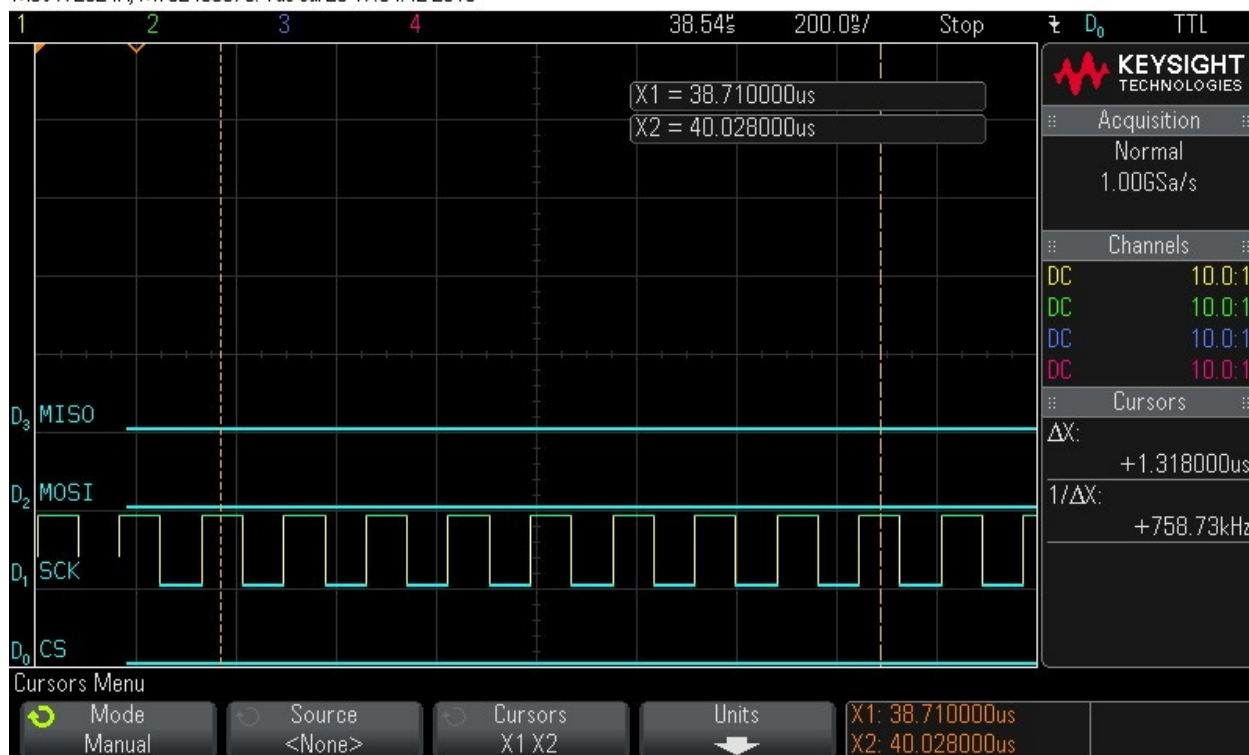 1 2 3 4 38.54µs 200.0ns/ Stop D0 TTL
KEYSIGHT
TECHNOLOGIES
Acquisition
Normal
1.00GSa/s
Channels
DC 10.0:1
DC 10.0:1
DC 10.0:1
DC 10.0:1
Cursors
ΔX:
+1.318000us
1/ΔX:
+758.73kHz
X1 = 38.710000us
X2 = 40.028000us
D3 MISO
D2 MOSI
D1 SCK
D0 CS
Cursors Menu
Mode
Manual
Source
<None>
Cursors
X1 X2
Units
X1: 38.710000us
X2: 40.028000us